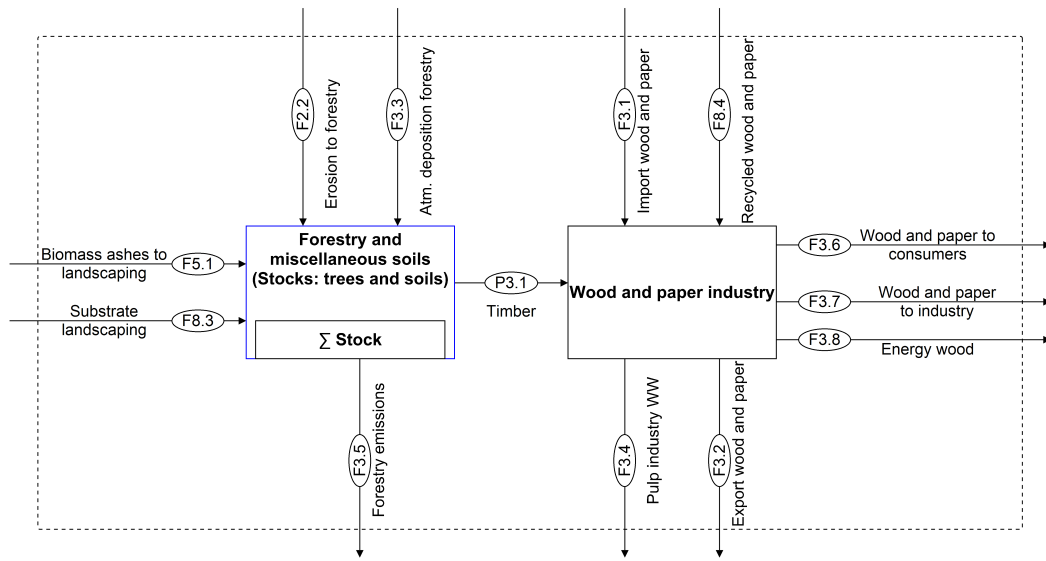 F2.2
Erosion to forestry
F3.3
Atm. deposition forestry
F3.1
Import wood and paper
F8.4
Recycled wood and paper
Biomass ashes to
landscaping
F5.1
Substrate
landscaping
F8.3
Forestry and
miscellaneous soils
(Stocks: trees and soils)
∑ Stock
P3.1
Timber
Wood and paper industry
F3.6
Wood and paper to
consumers
F3.7
Wood and paper
to industry
F3.8
Energy wood
F3.5
Forestry emissions
F3.4
Pulp industry WW
F3.2
Export wood and paper